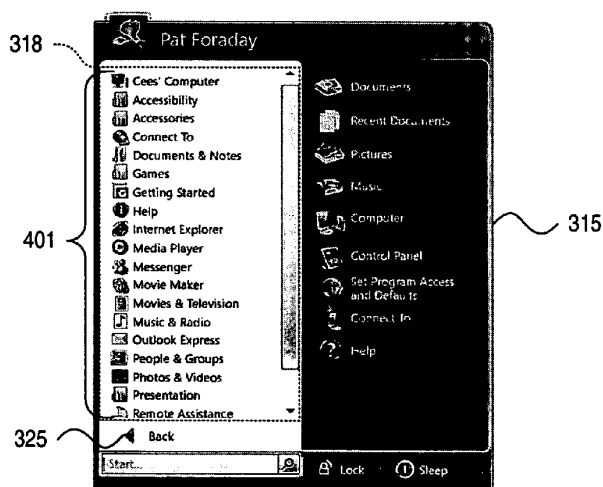 318
Pat Foraday
Cees' Computer
Accessibility
Accessories
Connect To
Documents & Notes
Games
Getting Started
Help
Internet Explorer
Media Player
Messenger
Movie Maker
Movies & Television
Music & Radio
Outlook Express
People & Groups
Photos & Videos
Presentation
Remote Assistance
401
325
Back
Start...
Documents
Recent Documents
Pictures
Music
Computer
Control Panel
Set Program Access
and Defaults
Connect To
Help
315
Lock
Sleep